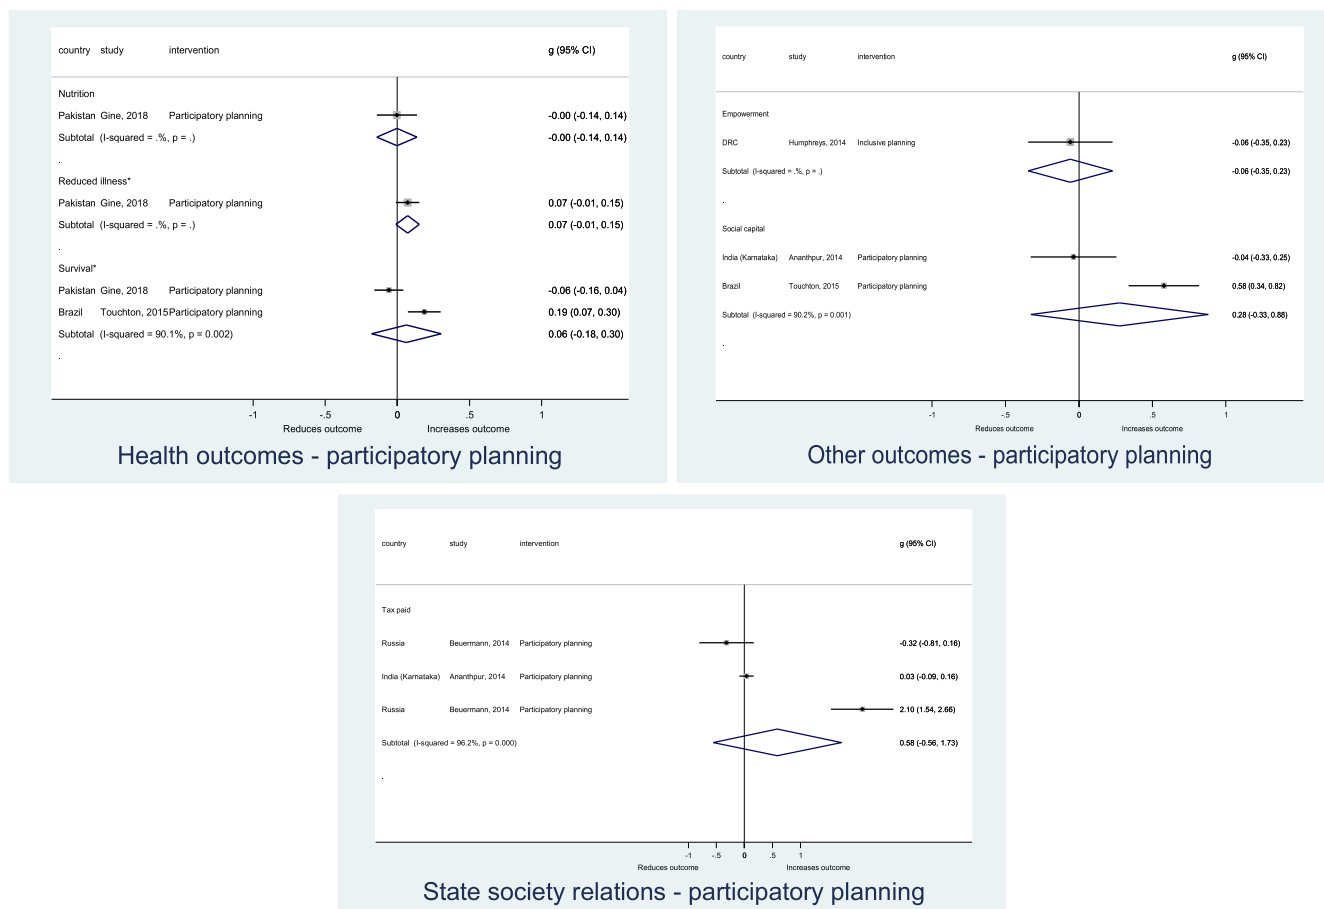 country study intervention g (95% CI)
Nutrition
Pakistan Gine, 2018 Participatory planning -0.00 (-0.14, 0.14)
Subtotal (I-squared = .%, p = .) -0.00 (-0.14, 0.14)
.
Reduced illness*
Pakistan Gine, 2018 Participatory planning 0.07 (-0.01, 0.15)
Subtotal (I-squared = .%, p = .) 0.07 (-0.01, 0.15)
.
Survival*
Pakistan Gine, 2018 Participatory planning -0.06 (-0.16, 0.04)
Brazil Touchton, 2015 Participatory planning 0.19 (0.07, 0.30)
Subtotal (I-squared = 90.1%, p = 0.002) 0.06 (-0.18, 0.30)
.
-1 -.5 0 .5 1
Reduces outcome Increases outcome
Health outcomes - participatory planning
country study intervention g (95% CI)
Empowerment
DRC Humphreys, 2014 Inclusive planning -0.06 (-0.35, 0.23)
Subtotal (I-squared = .%, p = .) -0.06 (-0.35, 0.23)
.
Social capital
India (Karnataka) Ananthpur, 2014 Participatory planning -0.04 (-0.33, 0.25)
Brazil Touchton, 2015 Participatory planning 0.58 (0.34, 0.82)
Subtotal (I-squared = 90.2%, p = 0.001) 0.28 (-0.33, 0.88)
.
-1 -.5 0 .5 1
Reduces outcome Increases outcome
Other outcomes - participatory planning
country study intervention g (95% CI)
Tax paid
Russia Beuermann, 2014 Participatory planning -0.32 (-0.81, 0.16)
India (Karnataka) Ananthpur, 2014 Participatory planning 0.03 (-0.09, 0.16)
Russia Beuermann, 2014 Participatory planning 2.10 (1.54, 2.66)
Subtotal (I-squared = 96.2%, p = 0.000) 0.58 (-0.56, 1.73)
.
-1 -.5 0 .5 1
Reduces outcome Increases outcome
State society relations - participatory planning